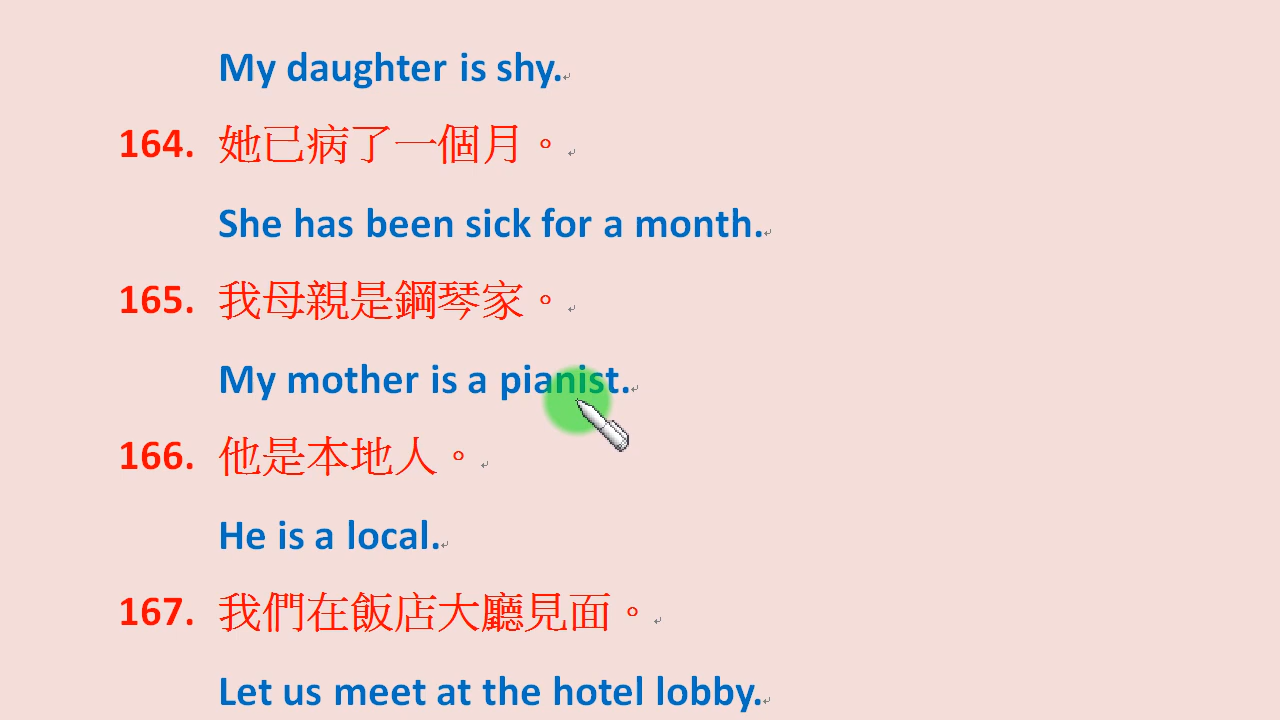 My daughter is shy.
164. 她已病了一個月。
She has been sick for a month.
165. 我母親是鋼琴家。
My mother is a pianist.
166. 他是本地人。
He is a local.
167. 我們在飯店大廳見面。
Let us meet at the hotel lobby.